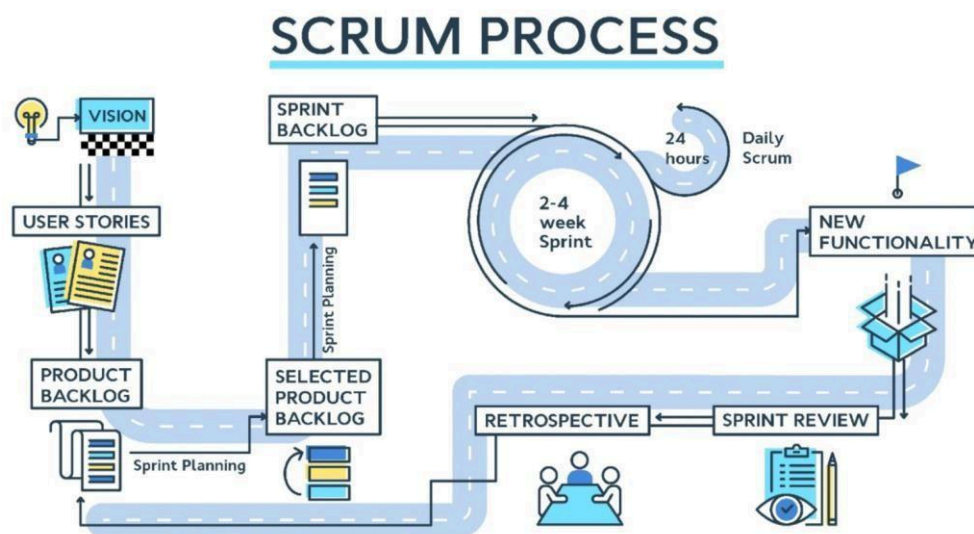 SCRUM PROCESS
VISION
USER STORIES
PRODUCT
BACKLOG
Sprint Planning
SELECTED
PRODUCT
BACKLOG
Sprint Planning
SPRINT
BACKLOG
2-4
week
Sprint
24
hours
Daily
Scrum
NEW
FUNCTIONALITY
SPRINT REVIEW
RETROSPECTIVE